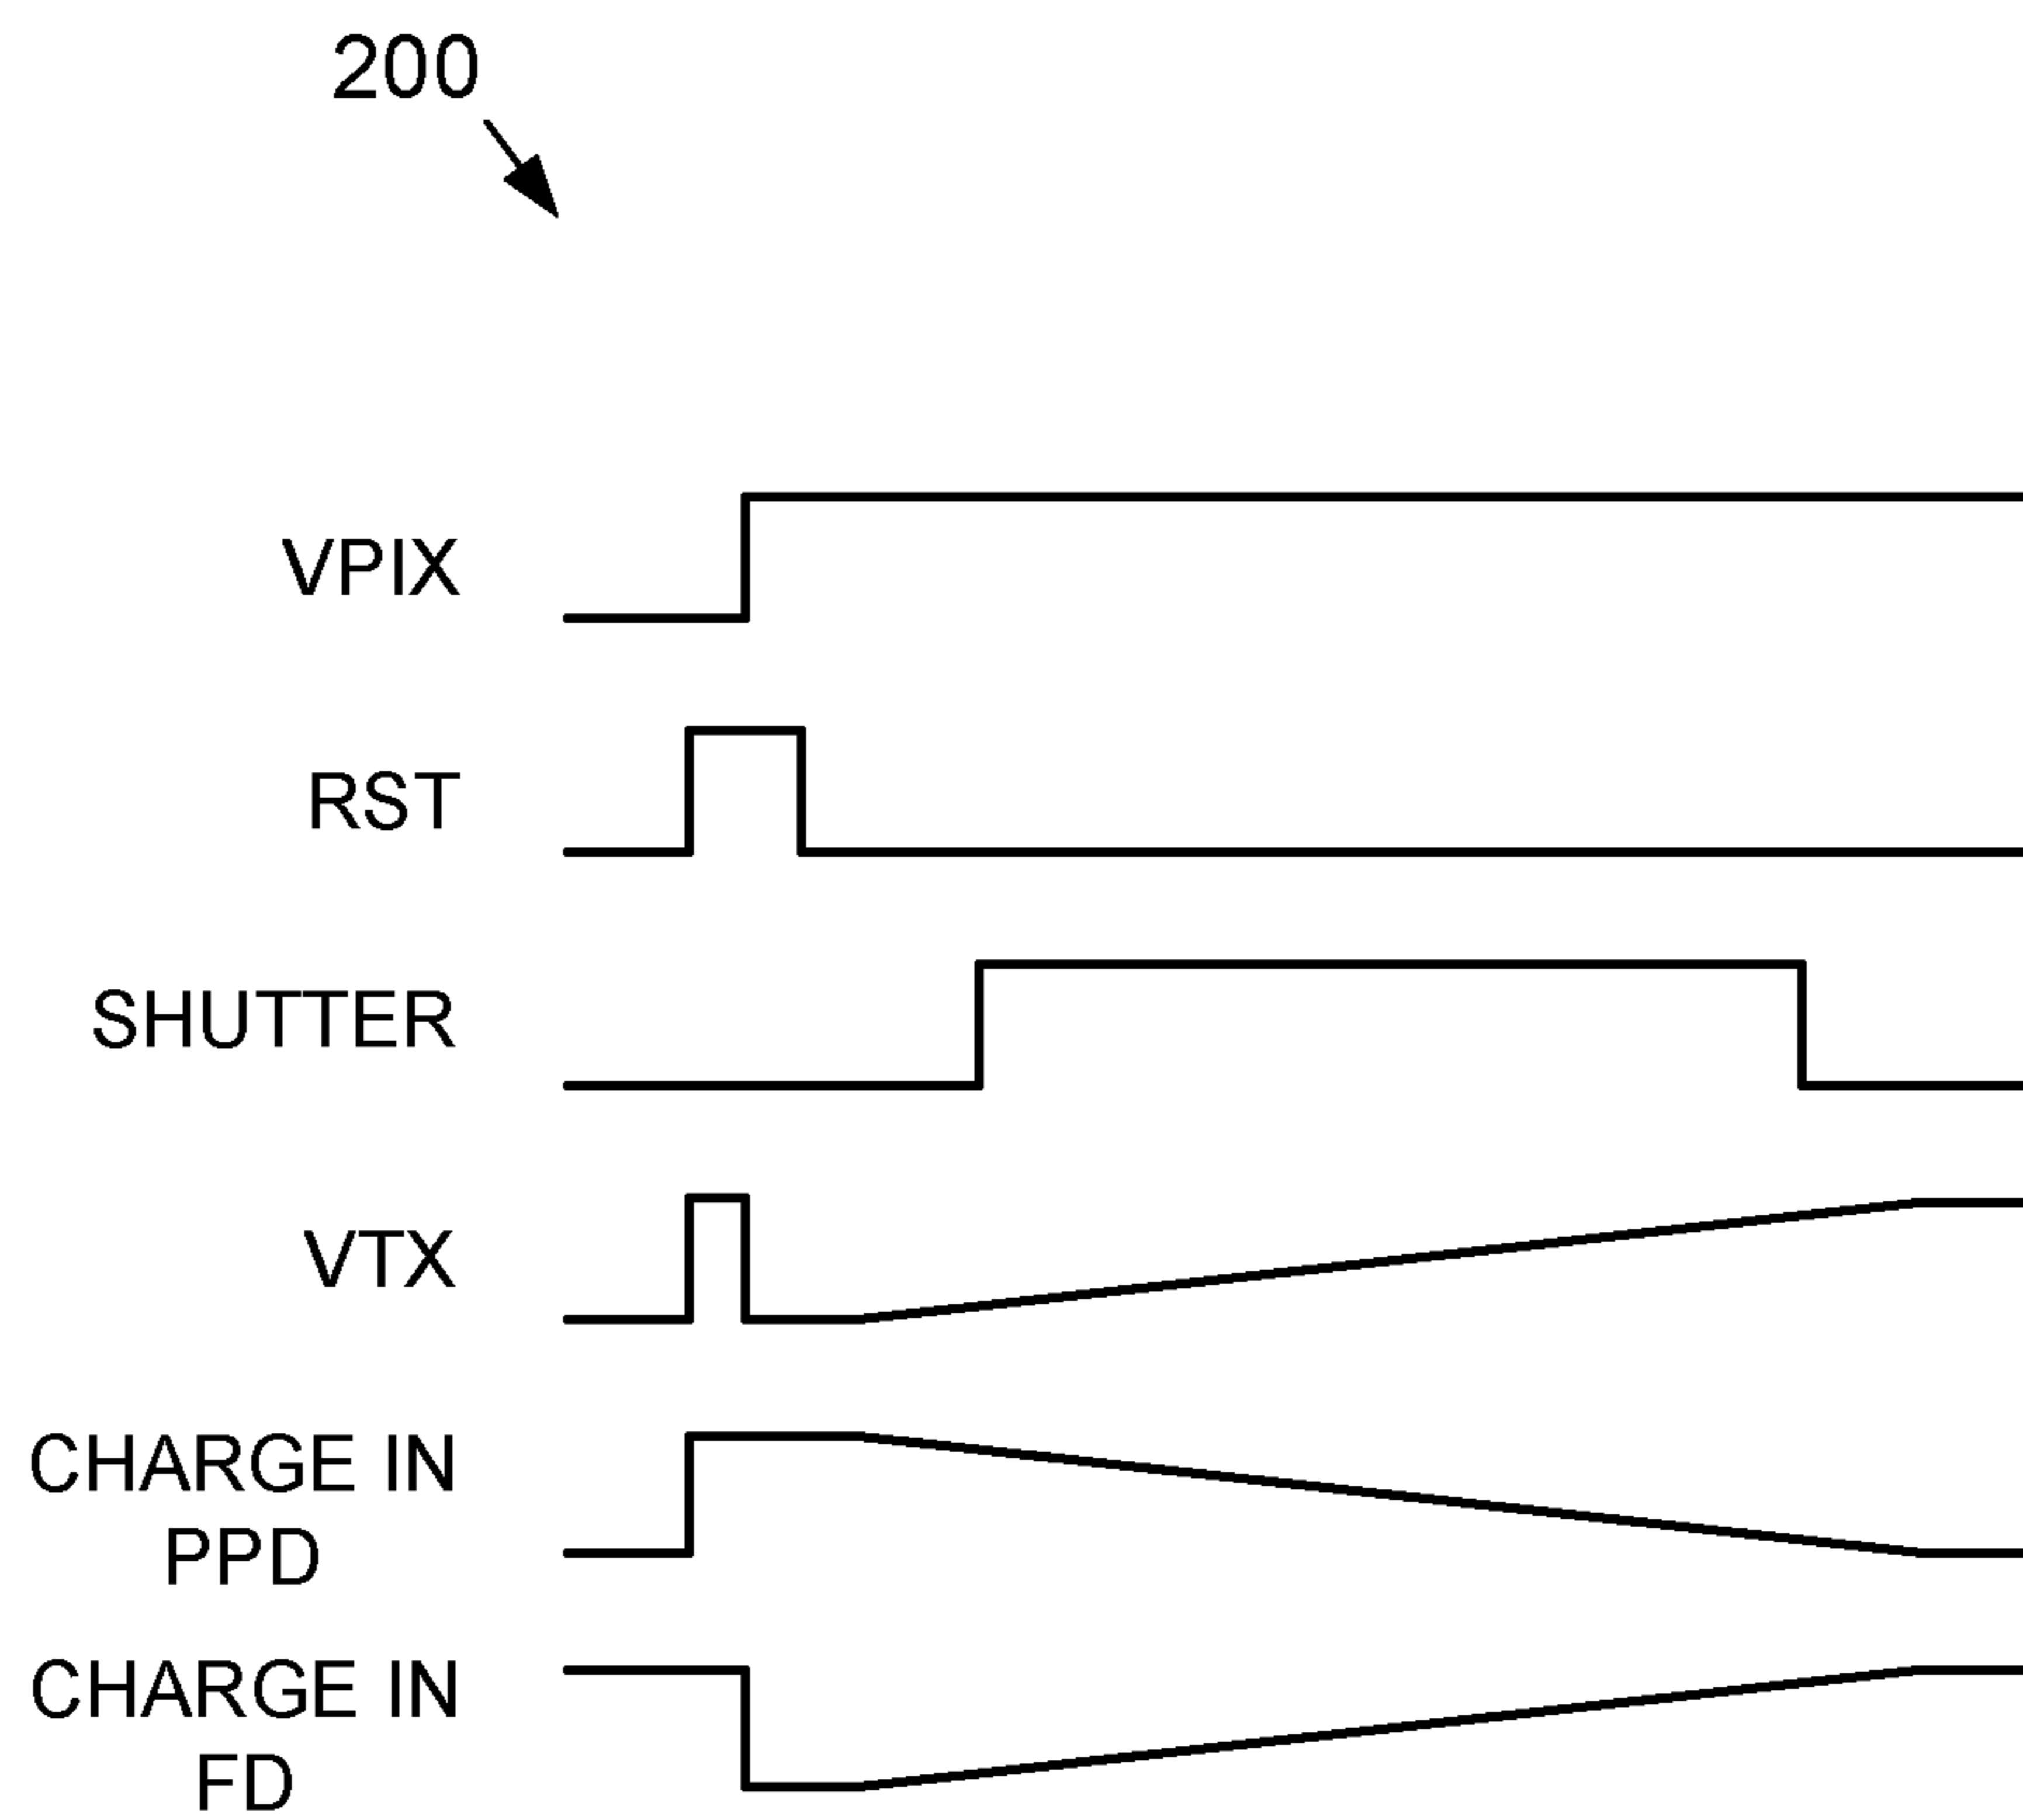 200
VPIX
RST
SHUTTER
VTX
CHARGE IN
PPD
CHARGE IN
FD